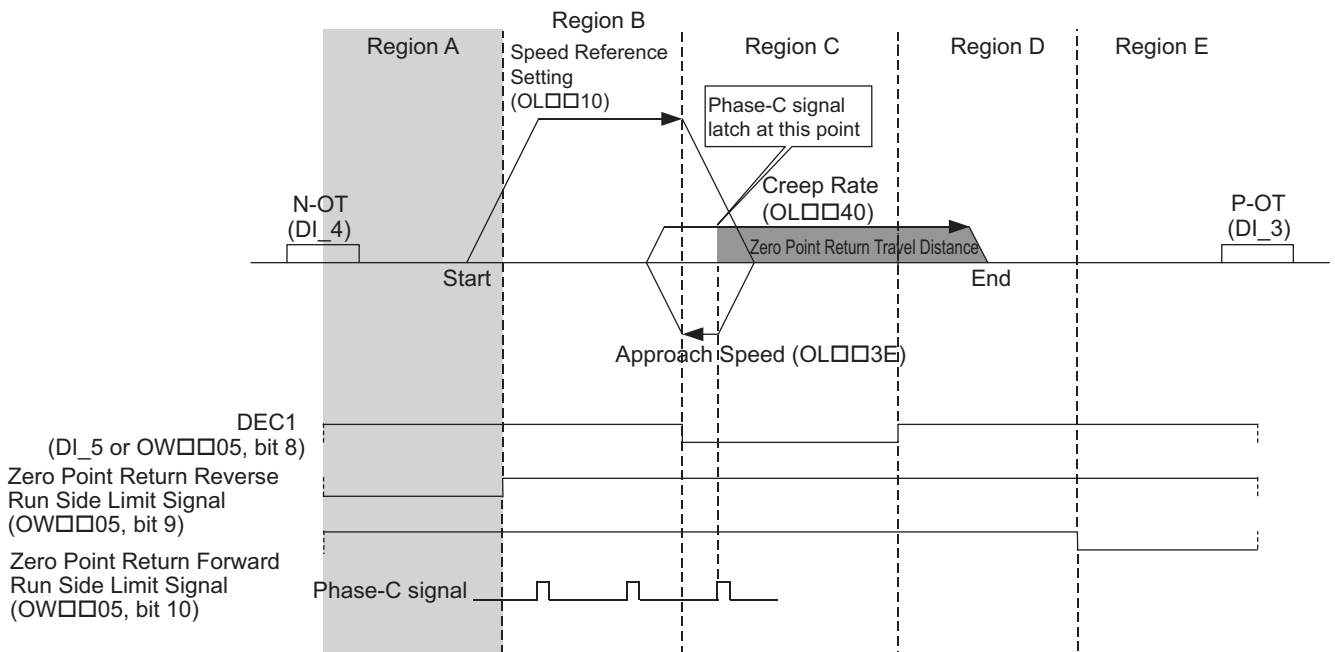 Region A
Region B
Region C
Region D
Region E
Speed Reference
Setting
(OL□□10)
Phase-C signal
latch at this point
Creep Rate
(OL□□40)
N-OT
(DI_4)
P-OT
(DI_3)
Zero Point Return Travel Distance
Start
End
Approach Speed (OL□□3E)
DEC1
(DI_5 or OW□□05, bit 8)
Zero Point Return Reverse
Run Side Limit Signal
(OW□□05, bit 9)
Zero Point Return Forward
Run Side Limit Signal
(OW□□05, bit 10)
Phase-C signal